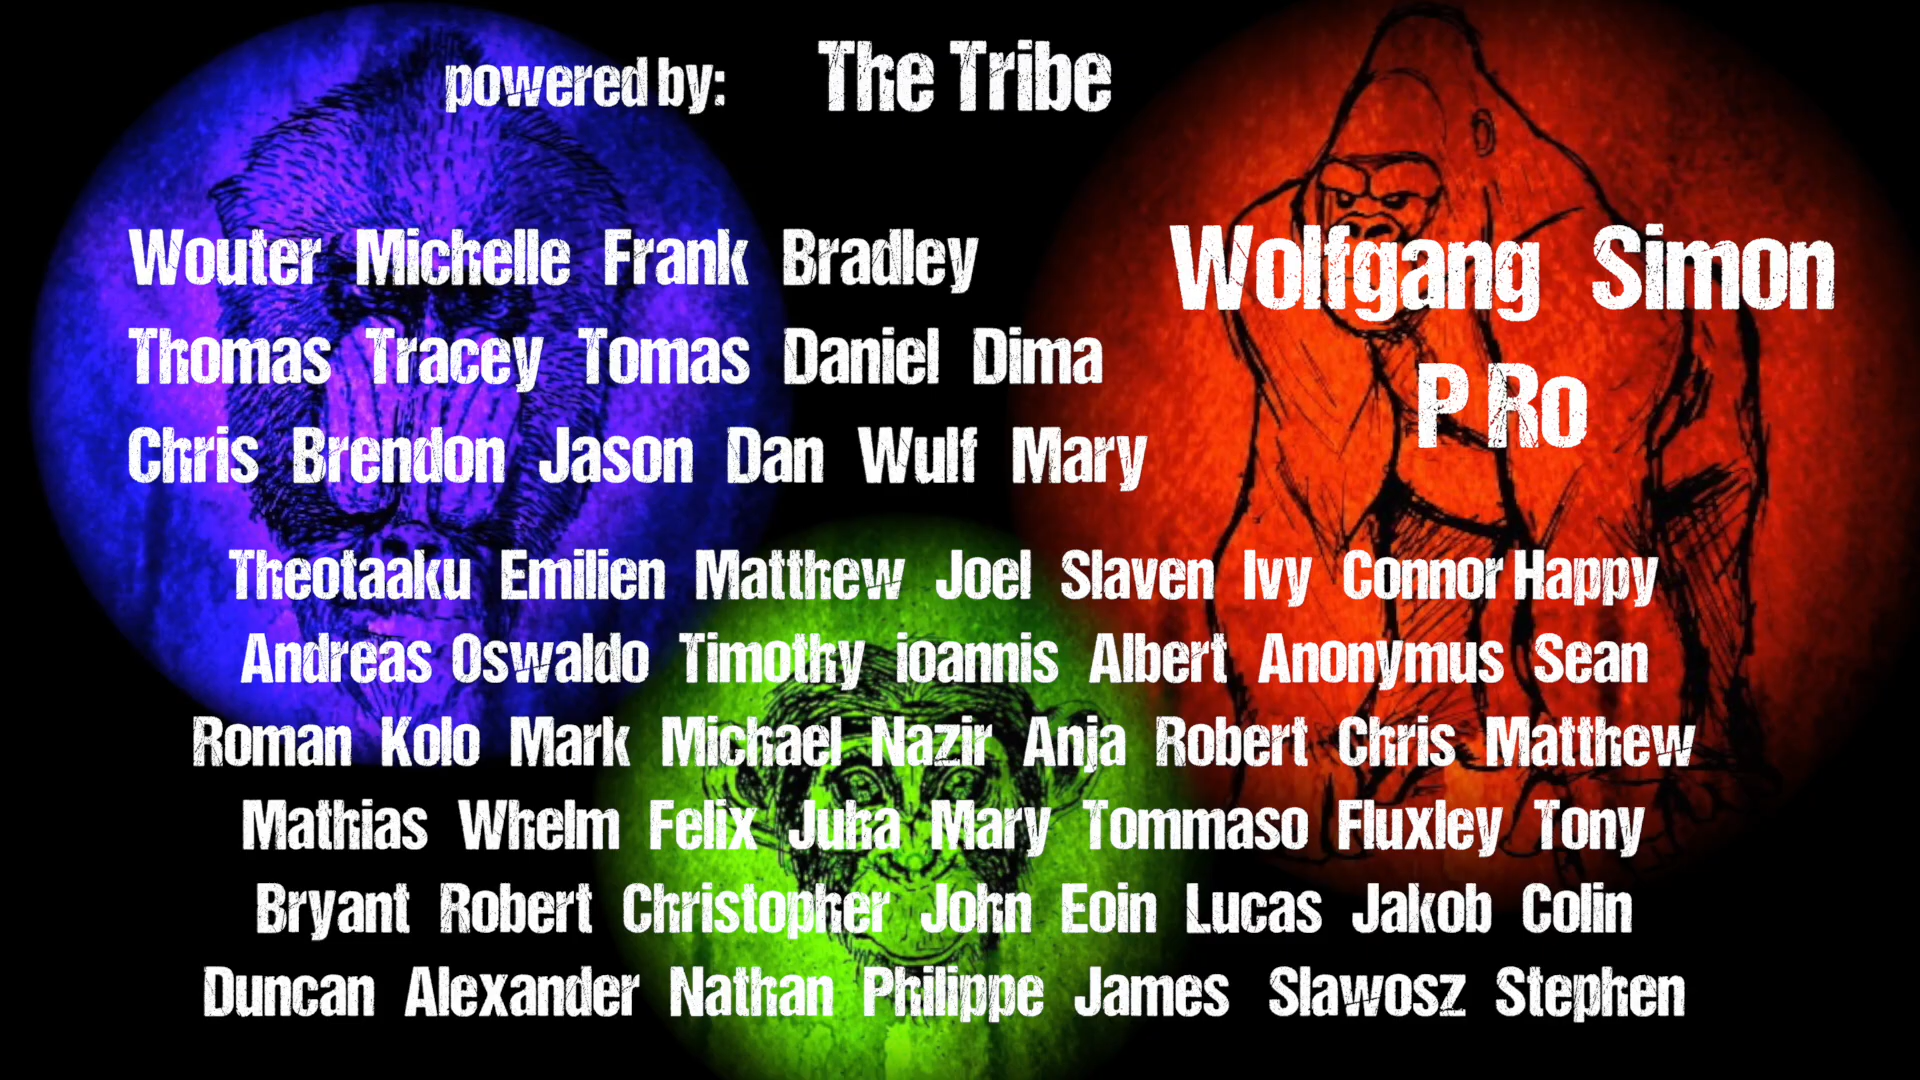 powered by: The Tribe
Wouter Michelle Frank Bradley
Thomas Tracey Tomas Daniel Dima
Chris Brendon Jason Dan Wulf Mary
Wolfgang Simon
P Ro
Theotaaku Emilien Matthew Joel Slaven Ivy Connor Happy
Andreas Oswaldo Timothy ioannis Albert Anonymus Sean
Roman Kolo Mark Michael Nazir Anja Robert Chris Matthew
Mathias Whelm Felix Juha Mary Tommaso Fluxley Tony
Bryant Robert Christopher John Eoin Lucas Jakob Colin
Duncan Alexander Nathan Philippe James Slawosz Stephen